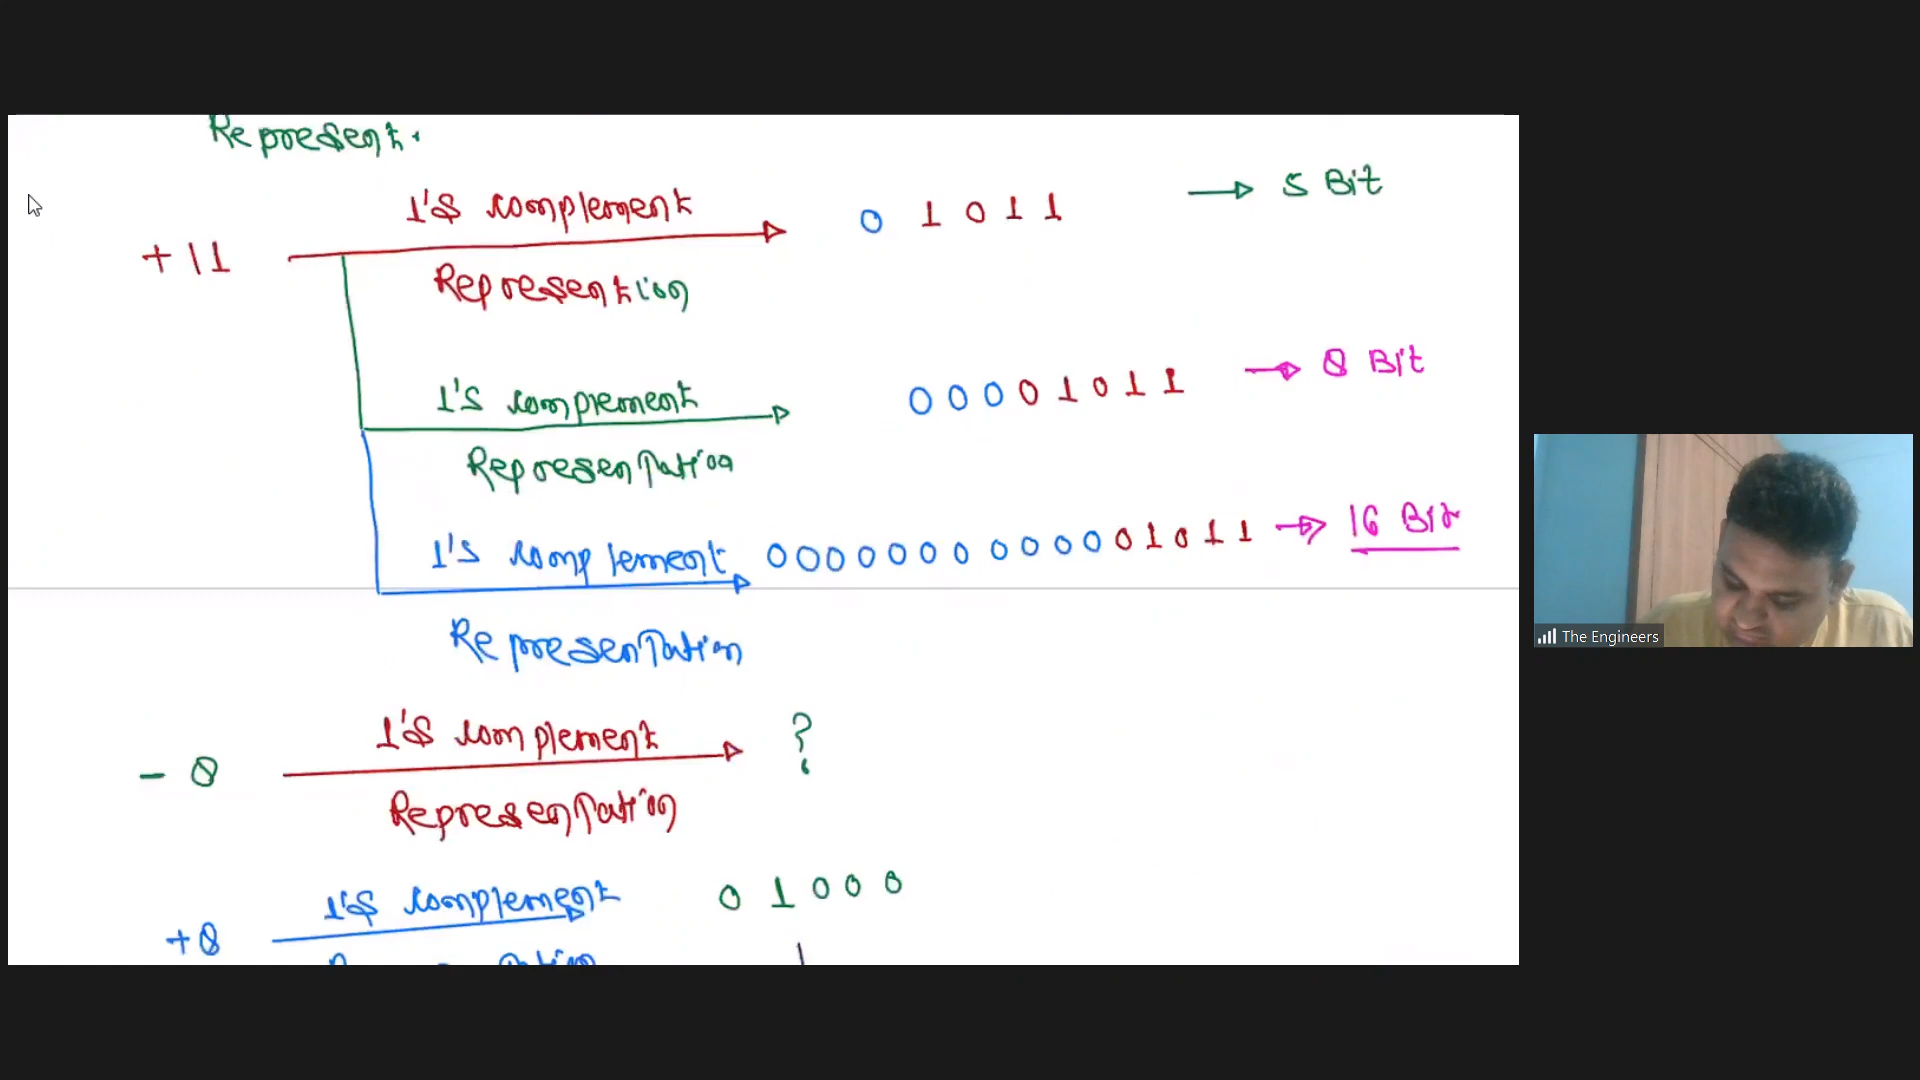 Represent.
1's complement 0 1 0 1 1 → 5 Bit
+11
Represention
1's complement 0 0 0 0 1 0 1 1 → 8 Bit
Representation
1's complement 0 0 0 0 0 0 0 0 0 0 0 0 1 0 1 1 → 16 Bit
Representation
1's complement ?
- 8
Representation
1's complement 0 1 0 0 0
+8
The Engineers